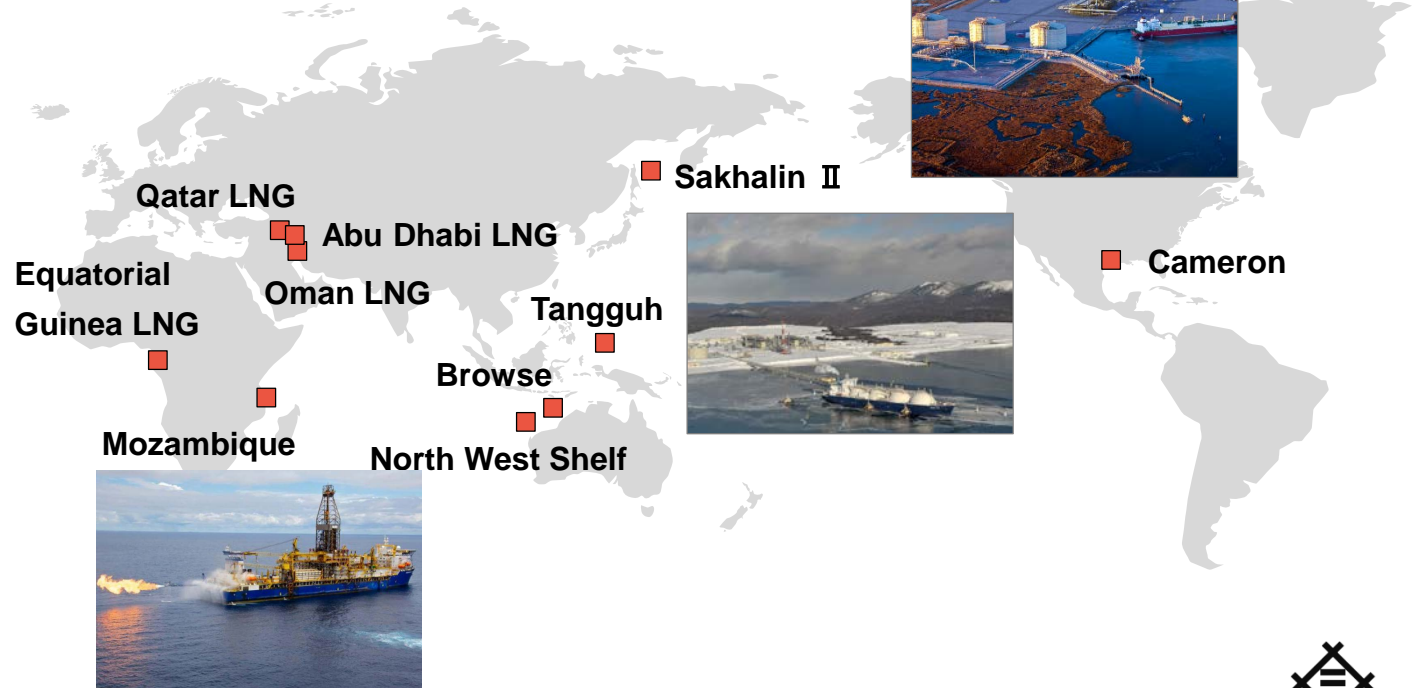 Sakhalin Ⅱ
Qatar LNG
Abu Dhabi LNG
Cameron
Equatorial
Guinea LNG
Oman LNG
Tangguh
Browse
Mozambique
North West Shelf